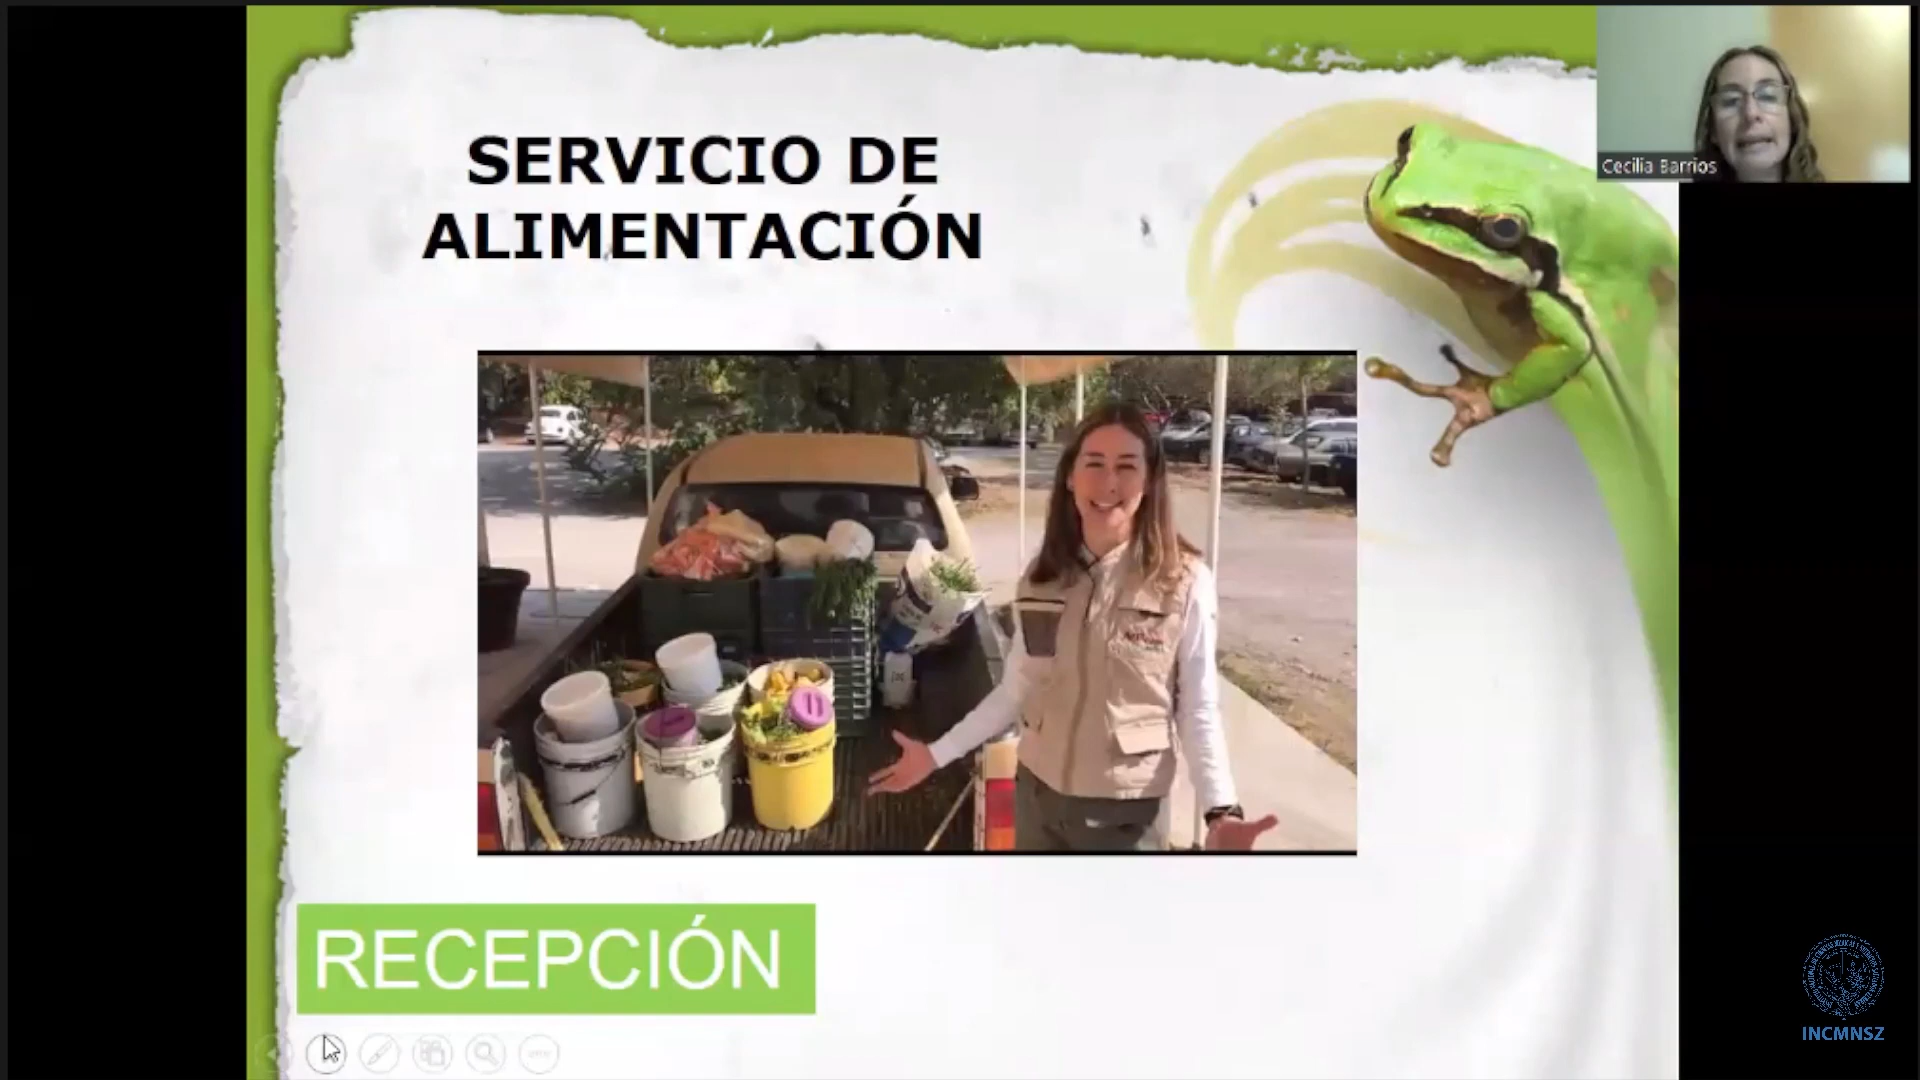 SERVICIO DE
ALIMENTACIÓN
Cecilia Barrios
RECEPCIÓN
INCMNSZ